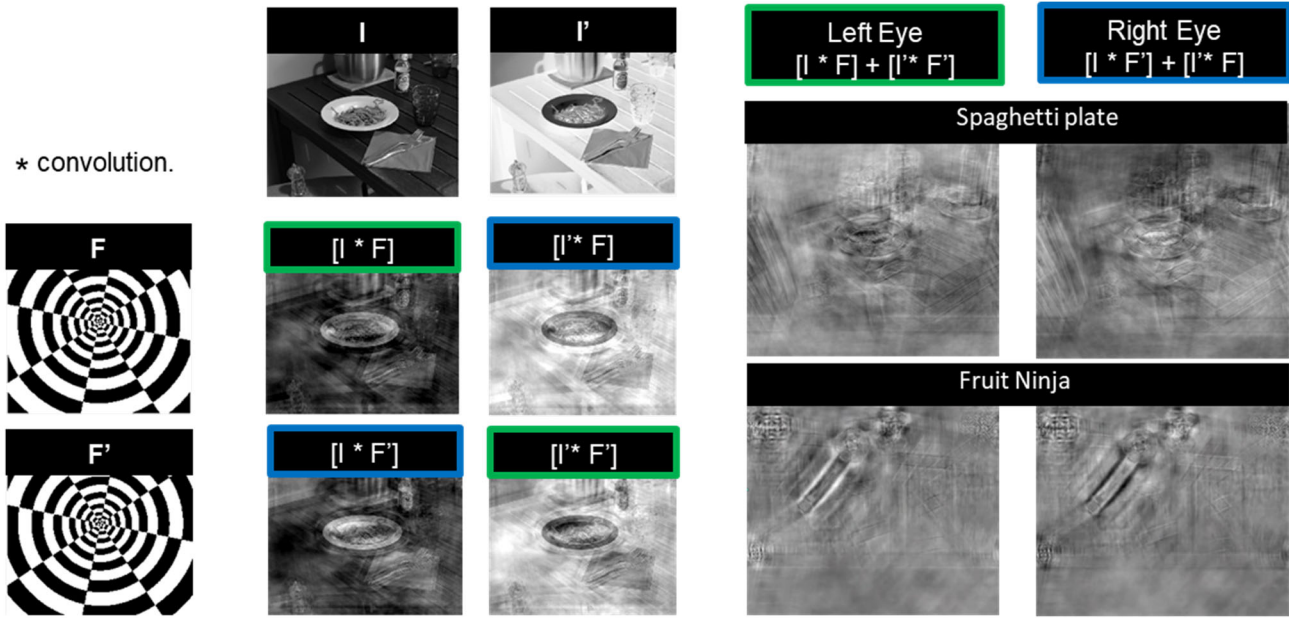 I
I'
Left Eye
[I * F] + [I'* F']
Right Eye
[I * F'] + [I'* F]
Spaghetti plate
* convolution.
F
[I * F]
[I'* F]
Fruit Ninja
F'
[I * F']
[I'* F']